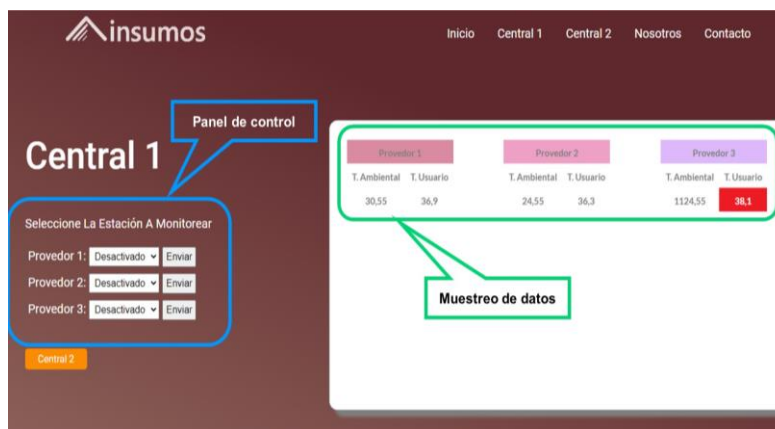 insumos
Inicio Central 1 Central 2 Nosotros Contacto
Panel de control
Central 1
Seleccione La Estación A Monitorear
Provedor 1: Desactivado Enviar
Provedor 2: Desactivado Enviar
Provedor 3: Desactivado Enviar
Central 2
Provedor 1 Provedor 2 Provedor 3
T. Ambiental T. Usuario T. Ambiental T. Usuario T. Ambiental T. Usuario
30,55 36,9 24,55 36,3 1124,55 38,1
Muestreo de datos